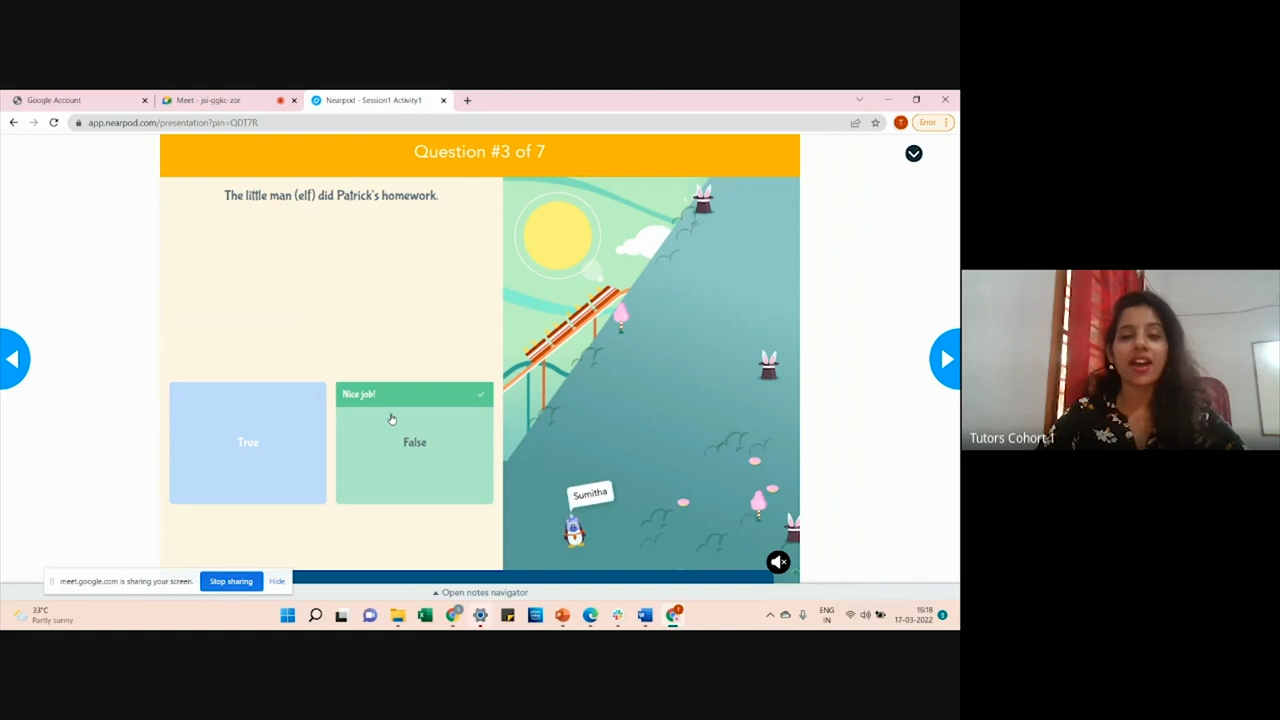 Google Account
Meet - jsi-ggkc-zor
Nearpod - Session1 Activity1
app.nearpod.com/presentation?pin=QDT7R
T
Error
Question #3 of 7
The little man (elf) did Patrick's homework.
True
Nice job!
False
Sumitha
meet.google.com is sharing your screen.
Stop sharing
Hide
Open notes navigator
33°C
Partly sunny
ENG
IN
16:18
17-03-2022
3
Tutors Cohort 1